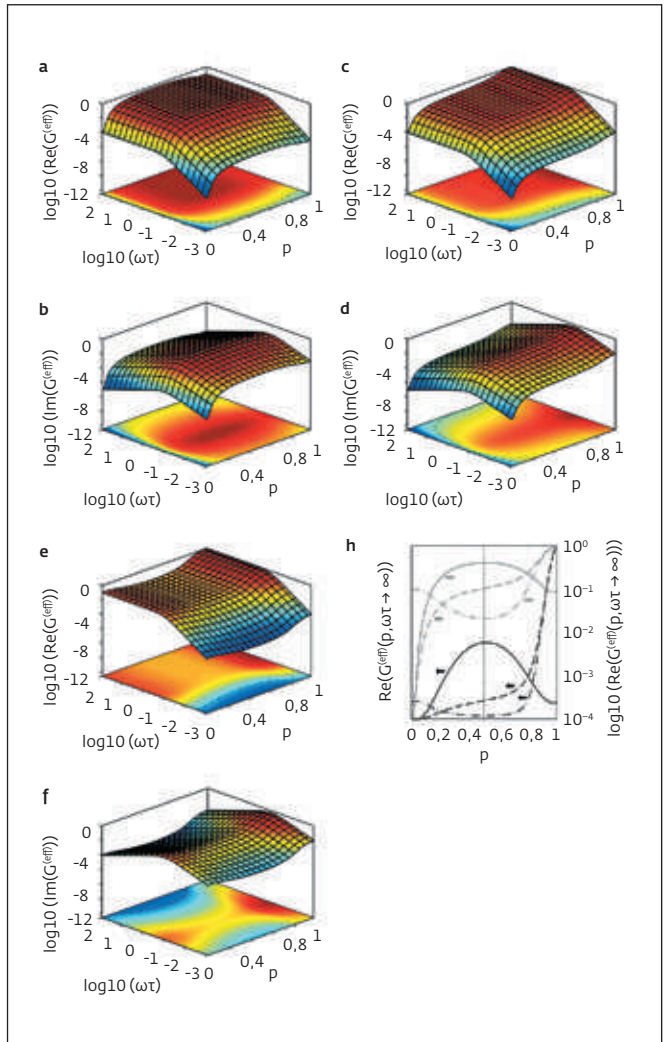 a
log10 (Re(G(eff)))
0
-4
-8
-12
2 1 0 -1 -2 -3
log10 (ωτ)
0 0,4 0,8 1
p
c
log10 (Re(G(eff)))
0
-4
-8
-12
2 1 0 -1 -2 -3
log10 (ωτ)
0 0,4 0,8 1
p
b
log10 (Im(G(eff)))
0
-4
-8
-12
2 1 0 -1 -2 -3
log10 (ωτ)
0 0,4 0,8 1
p
d
log10 (Im(G(eff)))
0
-4
-8
-12
2 1 0 -1 -2 -3
log10 (ωτ)
0 0,4 0,8 1
p
e
log10 (Re(G(eff)))
0
-4
-8
-12
2 1 0 -1 -2 -3
log10 (ωτ)
0 0,4 0,8 1
p
h
Re(G(eff)(p,ωτ → ∞))
0 0,2 0,4 0,6 0,8 1
p
10⁰
10⁻¹
10⁻²
10⁻³
10⁻⁴
log10 (Re(G(eff)(p,ωτ → ∞)))
f
log10 (Im(G(eff)))
0
-4
-8
-12
2 1 0 -1 -2 -3
log10 (ωτ)
0 0,4 0,8 1
p